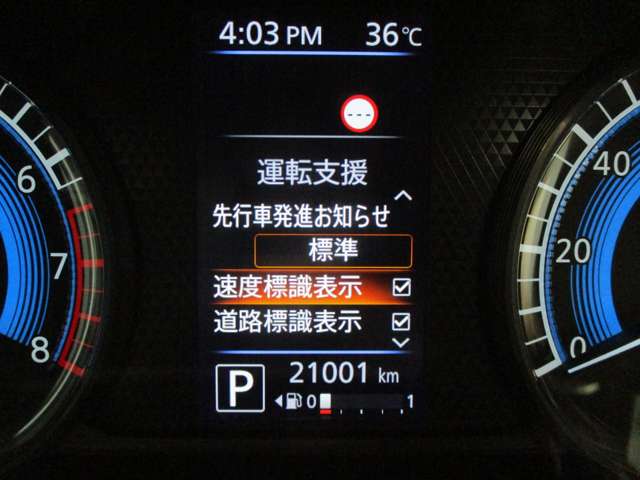 4:03 PM 36℃
---
運転支援
先行車発進お知らせ
標準
速度標識表示
道路標識表示
P 21001 km
0 1
6
7
8
40
20
0